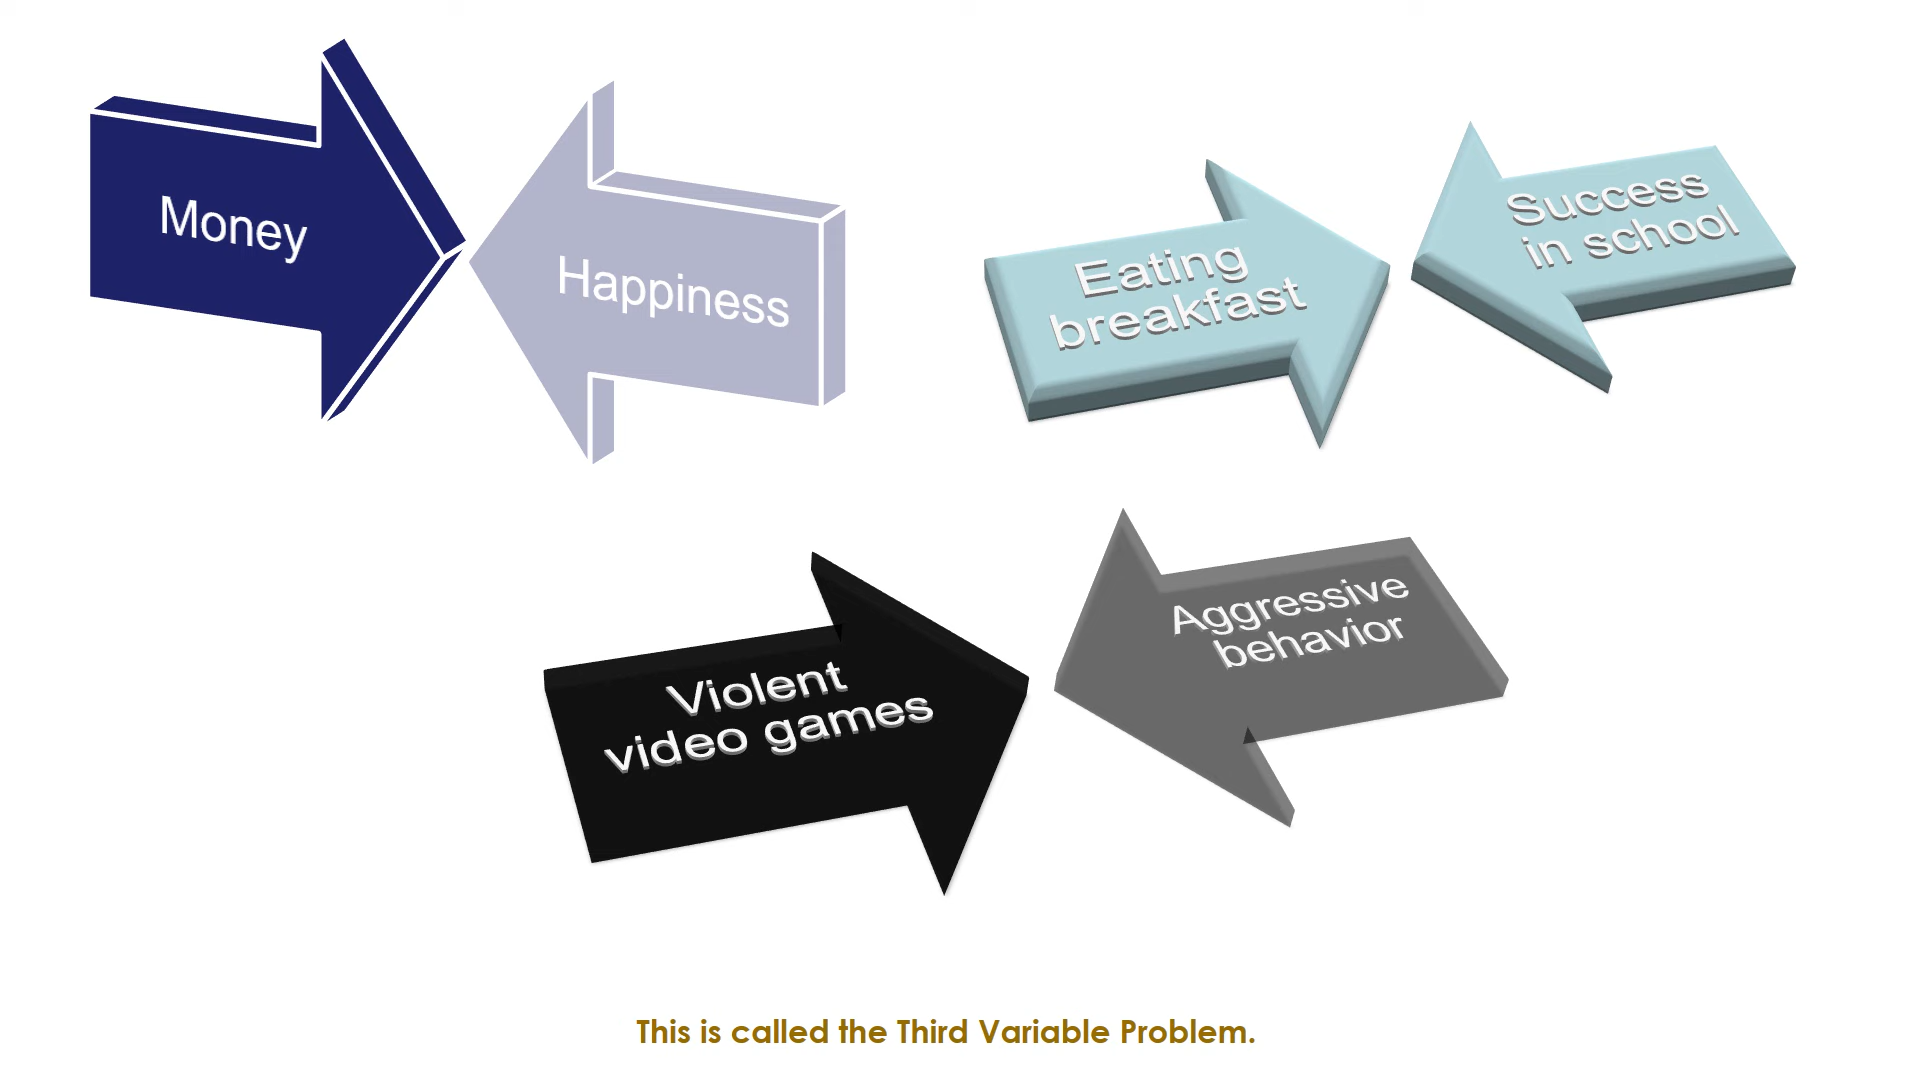 Money
Happiness
Eating
breakfast
Success
in school
Violent
video games
Aggressive
behavior
This is called the Third Variable Problem.